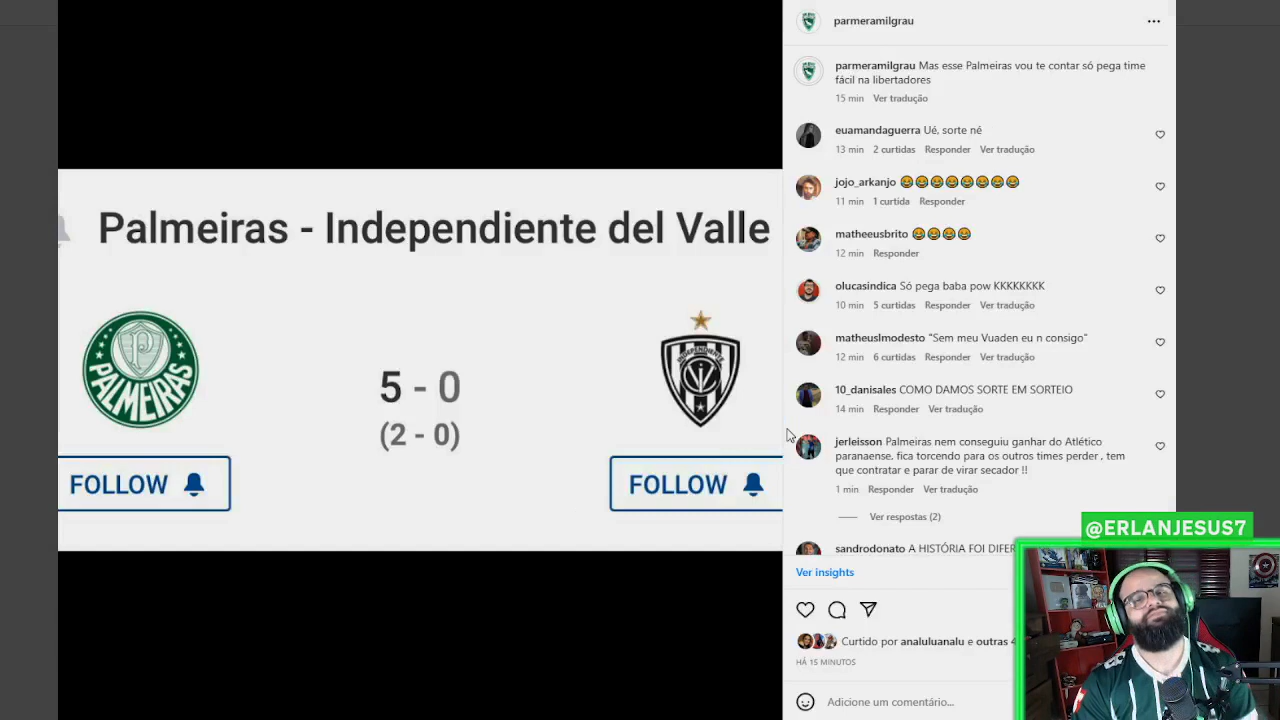 parmeramilgrau
parmeramilgrau Mas esse Palmeiras vou te contar só pega time
fácil na libertadores
15 min Ver tradução
euamandaguerra Ué, sorte né
13 min 2 curtidas Responder Ver tradução
jojo_arkanjo 😂😂😂😂😂😂😂😂
11 min 1 curtida Responder
matheeusbrito 😂😂😂😂
12 min Responder
olucasindica Só pega baba pow KKKKKKKK
10 min 5 curtidas Responder Ver tradução
matheuslmodesto "Sem meu Vuaden eu n consigo"
12 min 6 curtidas Responder Ver tradução
10_danisales COMO DAMOS SORTE EM SORTEIO
14 min Responder Ver tradução
jerleisson Palmeiras nem conseguiu ganhar do Atlético
paranaense, fica torcendo para os outros times perder , tem
que contratar e parar de virar secador !!
1 min Responder Ver tradução
Ver respostas (2)
sandrodonato A HISTÓRIA FOI DIFER
Ver insights
Curtido por analuluanalu e outras 4
HÁ 15 MINUTOS
Adicione um comentário...
Palmeiras - Independiente del Valle
PALMEIRAS
INDEPENDIENTE
5 - 0
(2 - 0)
FOLLOW
FOLLOW
@ERLANJESUS7